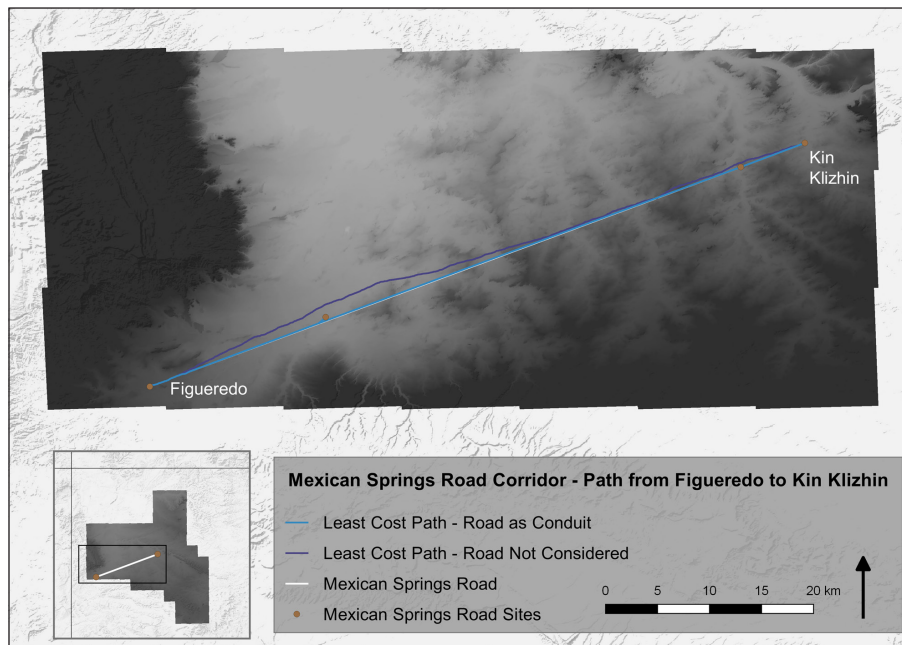 Kin
Klizhin
Figueredo
Mexican Springs Road Corridor - Path from Figueredo to Kin Klizhin
Least Cost Path - Road as Conduit
Least Cost Path - Road Not Considered
Mexican Springs Road
Mexican Springs Road Sites
0 5 10 15 20 km